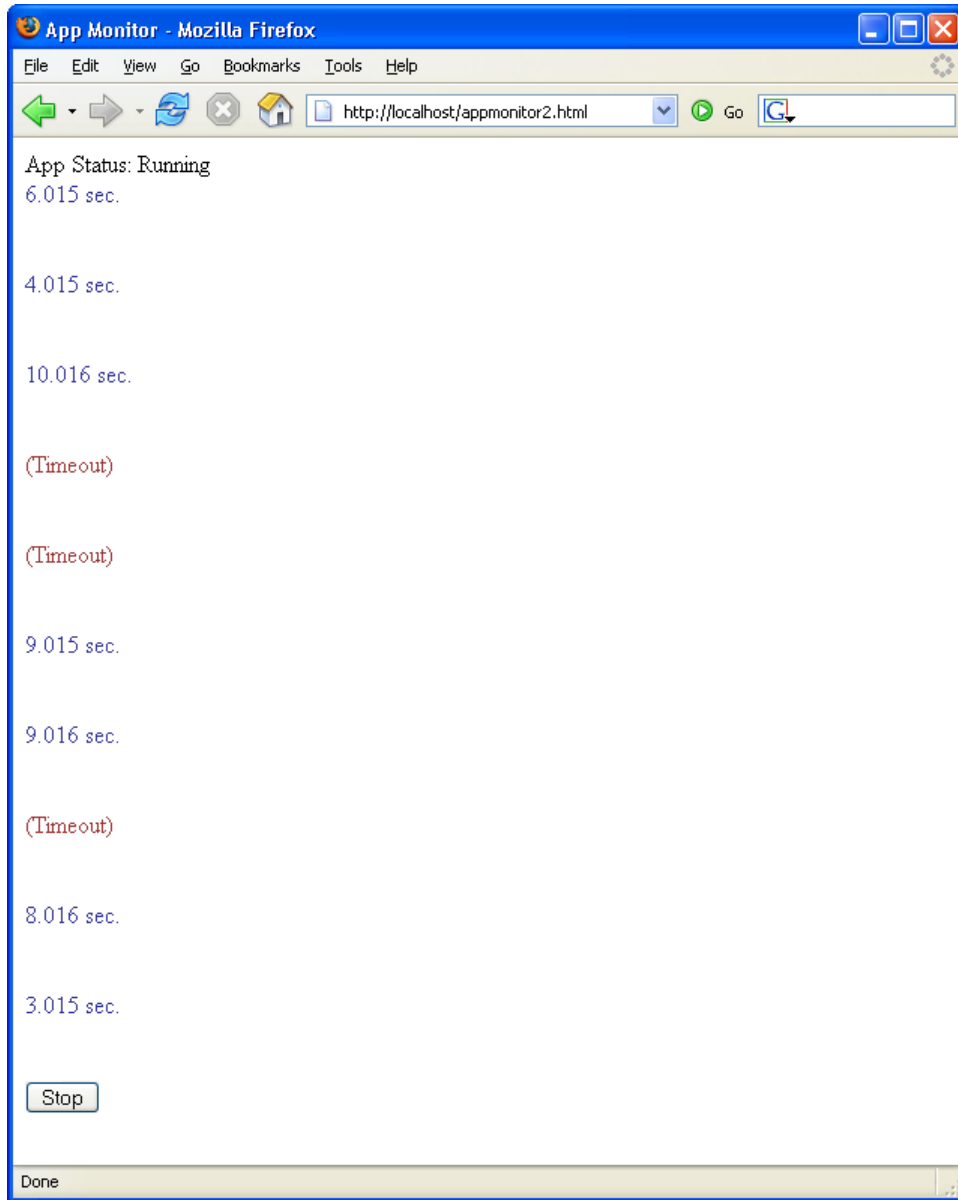 App Monitor - Mozilla Firefox
File Edit View Go Bookmarks Tools Help
http://localhost/appmonitor2.html Go G
App Status: Running
6.015 sec.
4.015 sec.
10.016 sec.
(Timeout)
(Timeout)
9.015 sec.
9.016 sec.
(Timeout)
8.016 sec.
3.015 sec.
Stop
Done